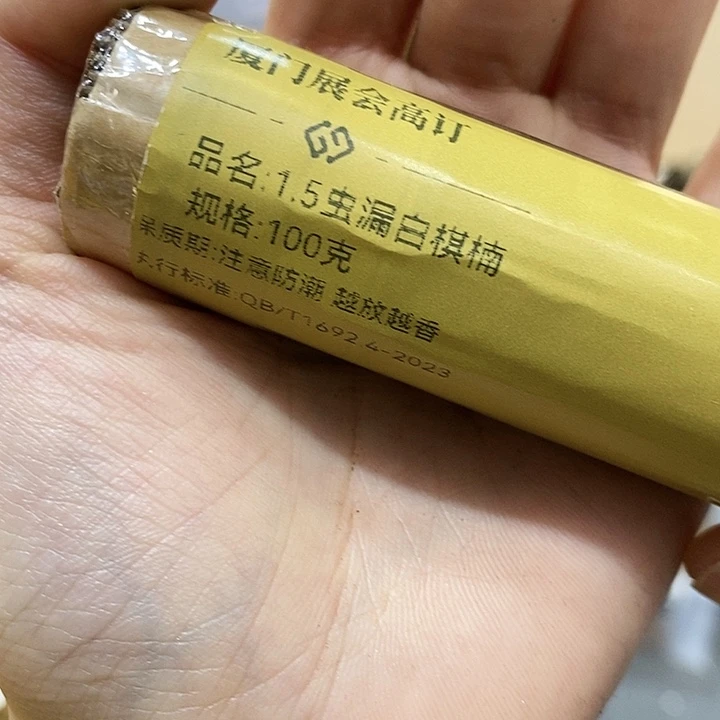 厦门展会高订
品名:1.5虫漏白棋楠
规格:100克
保质期:注意防潮 越放越香
执行标准:QB/T1692.4-2023